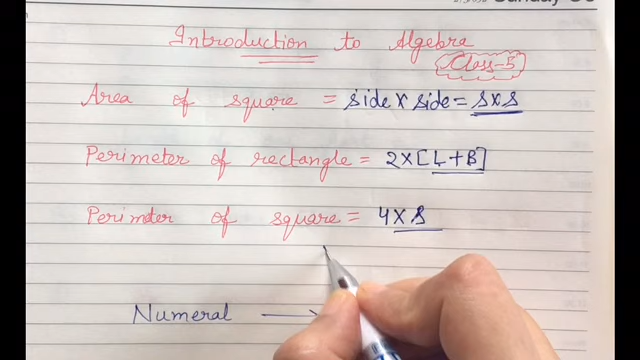 Sunday
Introduction to Algebra
Class-5
Area of square = side × side = s×s
Perimeter of rectangle = 2×[L+B]
Perimeter of square = 4×s
Numeral →